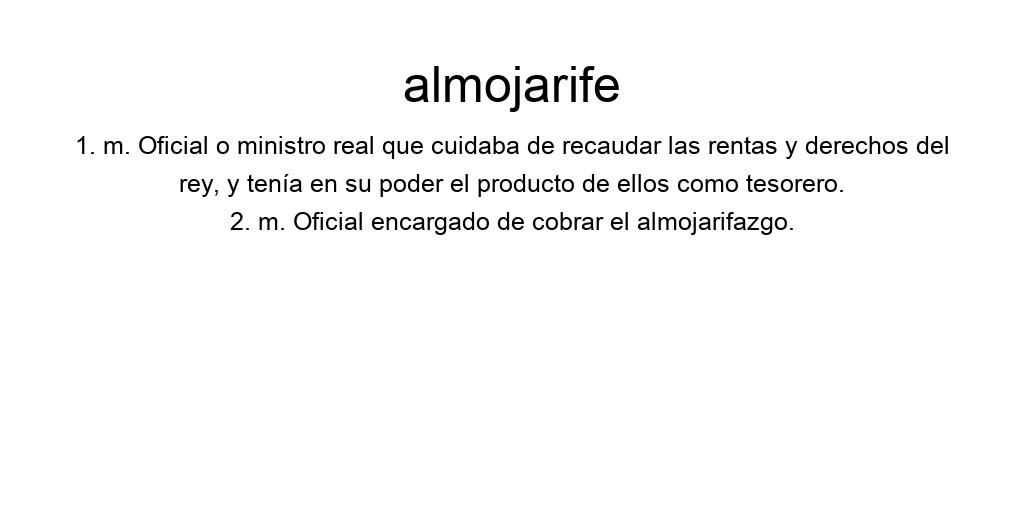 almojarife
1. m. Oficial o ministro real que cuidaba de recaudar las rentas y derechos del
rey, y tenía en su poder el producto de ellos como tesorero.
2. m. Oficial encargado de cobrar el almojarifazgo.